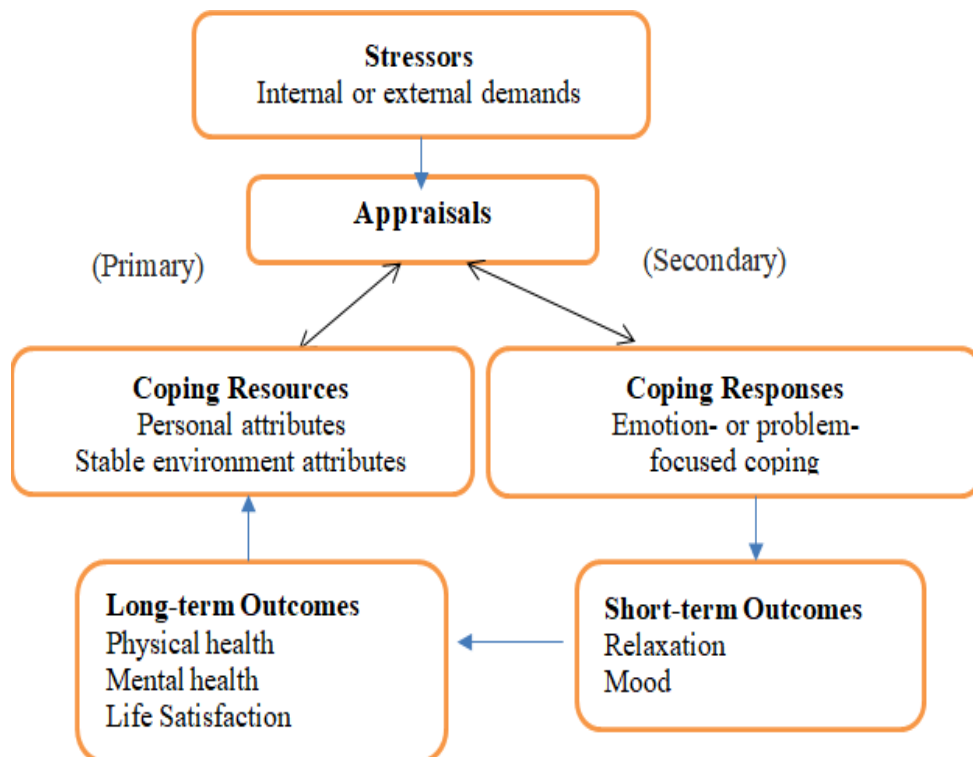 Stressors
Internal or external demands
Appraisals
(Primary)
(Secondary)
Coping Resources
Personal attributes
Stable environment attributes
Coping Responses
Emotion- or problem-
focused coping
Long-term Outcomes
Physical health
Mental health
Life Satisfaction
Short-term Outcomes
Relaxation
Mood